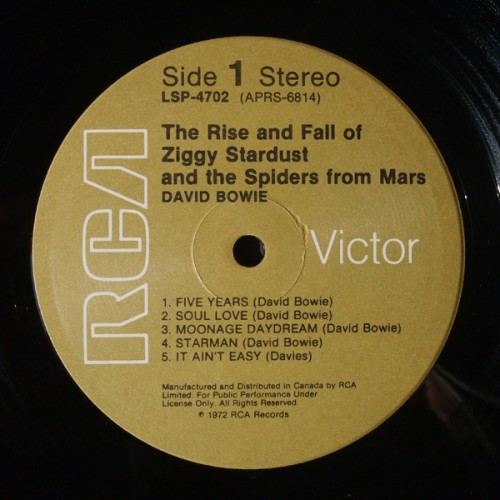 Side 1 Stereo
LSP-4702 (APRS-6814)
The Rise and Fall of
Ziggy Stardust
and the Spiders from Mars
DAVID BOWIE
RCA
Victor
1. FIVE YEARS (David Bowie)
2. SOUL LOVE (David Bowie)
3. MOONAGE DAYDREAM (David Bowie)
4. STARMAN (David Bowie)
5. IT AIN'T EASY (Davies)
Manufactured and Distributed in Canada by RCA
Limited. For Public Performance Under
License Only. All Rights Reserved.
℗ 1972 RCA Records